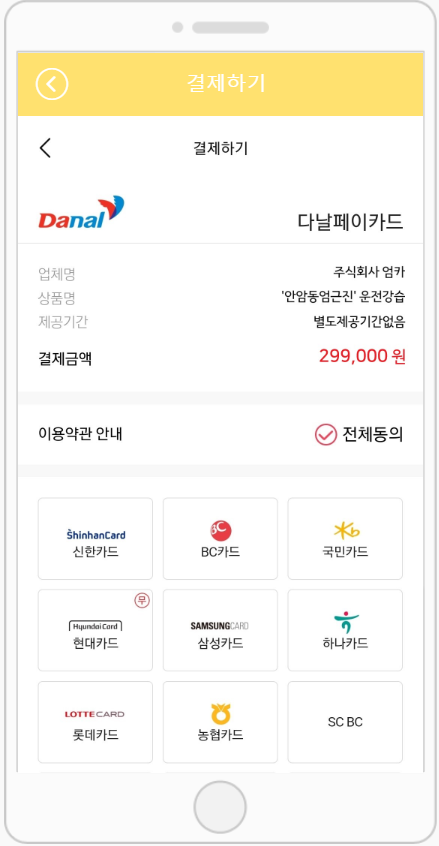 결제하기
결제하기
Danal
다날페이카드
업체명 주식회사 엄카
상품명 '안암동엄근진' 운전강습
제공기간 별도제공기간없음
결제금액 299,000 원
이용약관 안내 전체동의
ShinhanCard
신한카드
BC
BC카드
Kb
국민카드
무
Hyundai Card
현대카드
SAMSUNG CARD
삼성카드
하나카드
LOTTE CARD
롯데카드
농협카드
SC BC